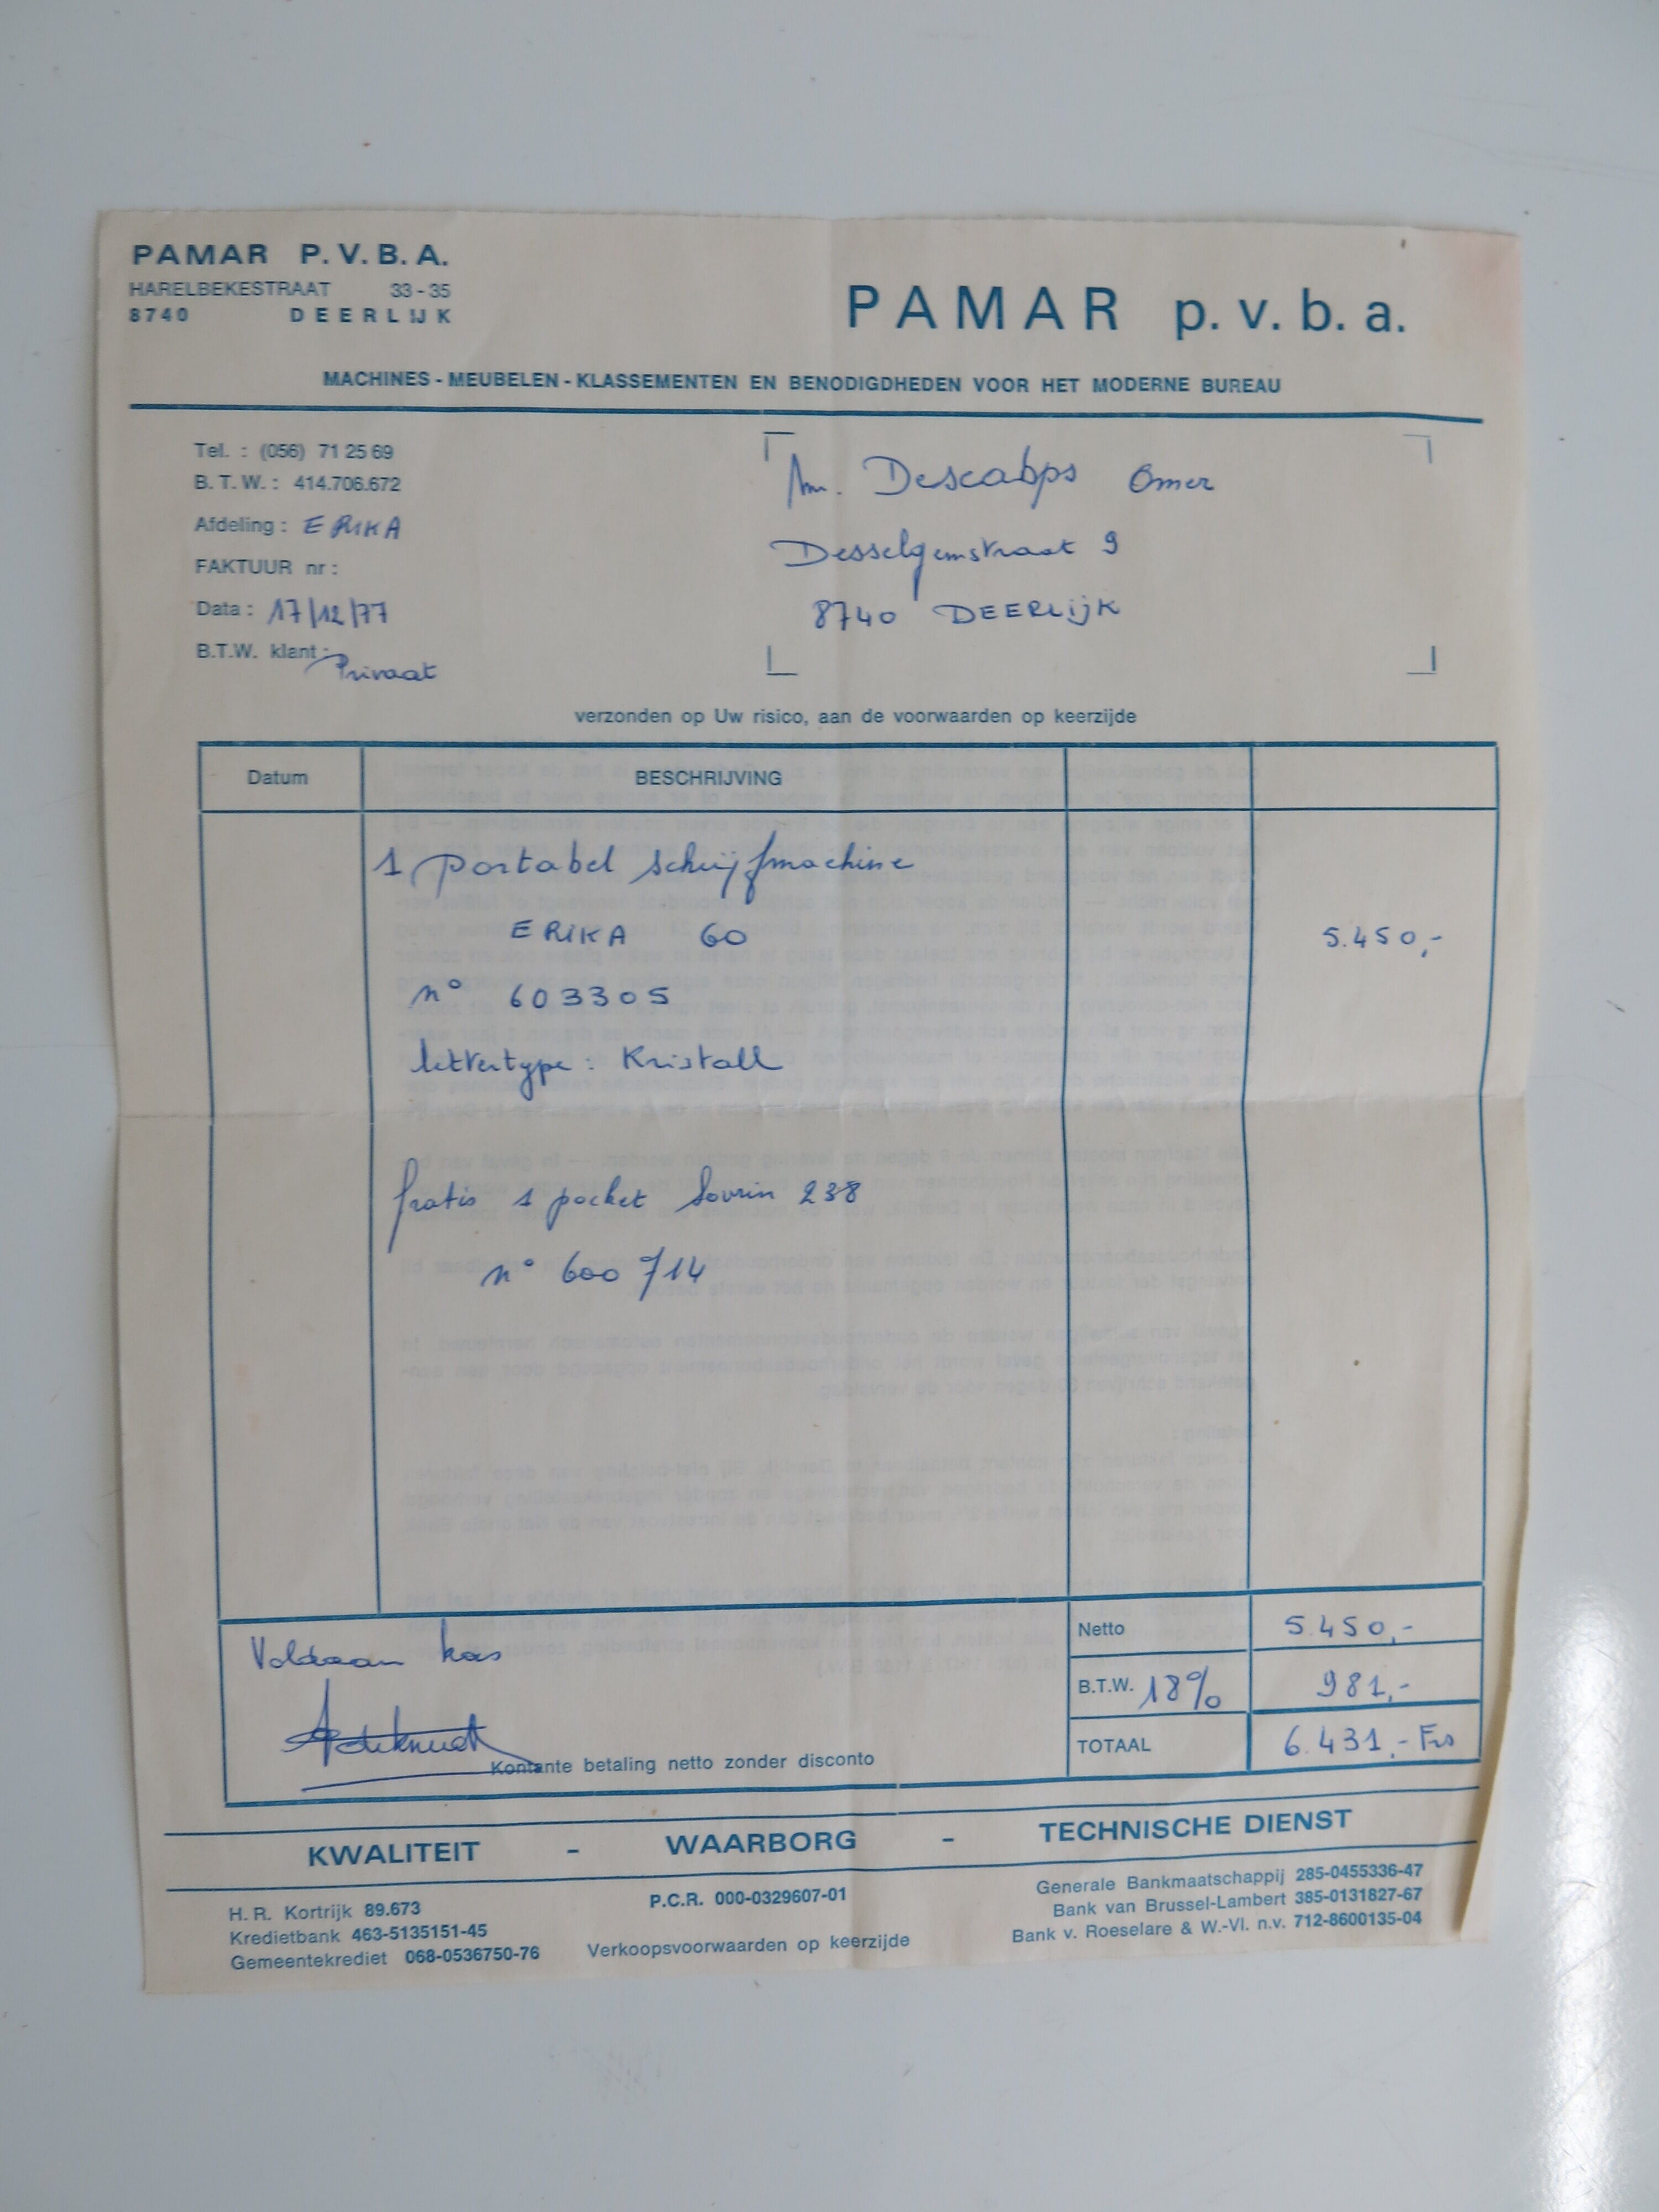 PAMAR P.V.B.A.
HARELBEKESTRAAT 33-35
8740 DEERLIJK
PAMAR p.v.b.a.
MACHINES - MEUBELEN - KLASSEMENTEN EN BENODIGDHEDEN VOOR HET MODERNE BUREAU
Tel. : (056) 71 25 69
B.T.W. : 414.706.672
Afdeling : ERIKA
FAKTUUR nr :
Data : 17/12/77
B.T.W. klant : Privaat
Omer
Desselgemstraat 9
8740 DEERLIJK
verzonden op Uw risico, aan de voorwaarden op keerzijde
Datum BESCHRIJVING
1 portabel schrijfmachine
ERIKA 60 5.450,-
n° 603305
lettertype : Kristall
gratis 1 pocket 238
n° 600714
Netto 5.450,-
B.T.W. 18% 981,-
TOTAAL 6.431,- Frs
Voldaan kas
Kontante betaling netto zonder disconto
KWALITEIT - WAARBORG - TECHNISCHE DIENST
H.R. Kortrijk 89.673
Kredietbank 463-5135151-45
Gemeentekrediet 068-0536750-76
P.C.R. 000-0329607-01
Verkoopsvoorwaarden op keerzijde
Generale Bankmaatschappij 285-0455336-47
Bank van Brussel-Lambert 385-0131827-67
Bank v. Roeselare & W.-Vl. n.v. 712-8600135-04